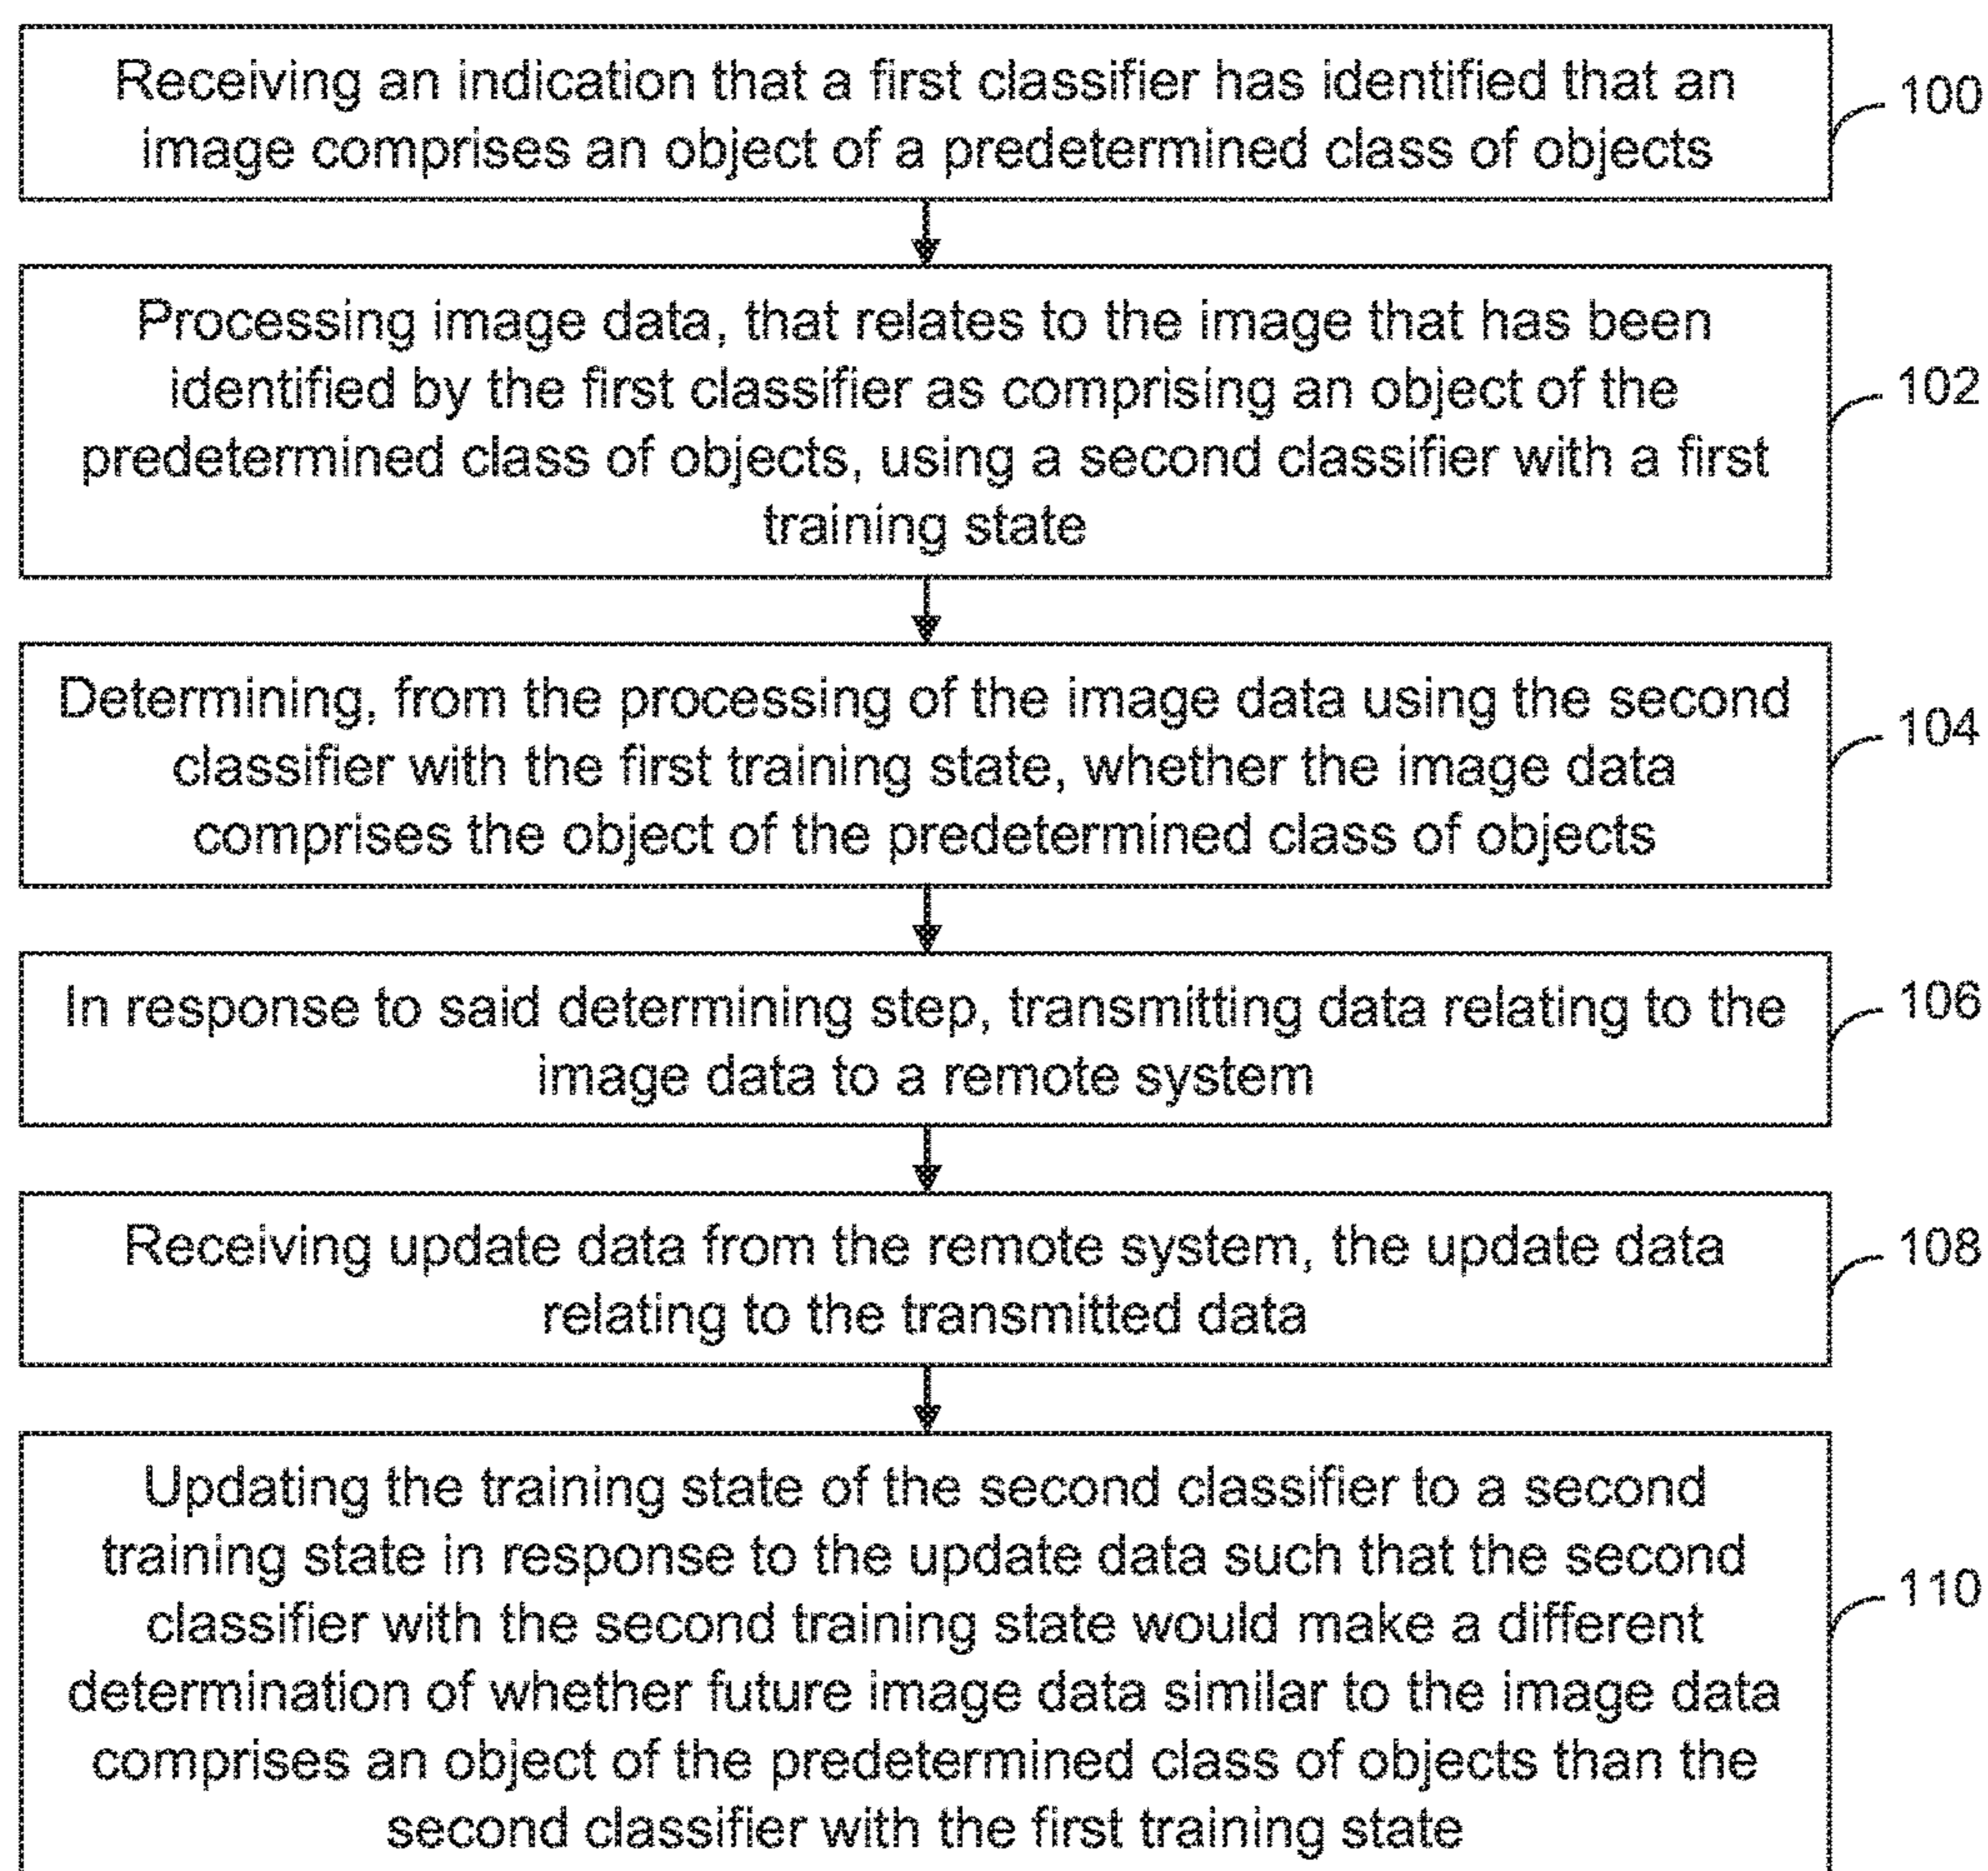 Receiving an indication that a first classifier has identified that an
image comprises an object of a predetermined class of objects
100
Processing image data, that relates to the image that has been
identified by the first classifier as comprising an object of the
predetermined class of objects, using a second classifier with a first
training state
102
Determining, from the processing of the image data using the second
classifier with the first training state, whether the image data
comprises the object of the predetermined class of objects
104
In response to said determining step, transmitting data relating to the
image data to a remote system
106
Receiving update data from the remote system, the update data
relating to the transmitted data
108
Updating the training state of the second classifier to a second
training state in response to the update data such that the second
classifier with the second training state would make a different
determination of whether future image data similar to the image data
comprises an object of the predetermined class of objects than the
second classifier with the first training state
110